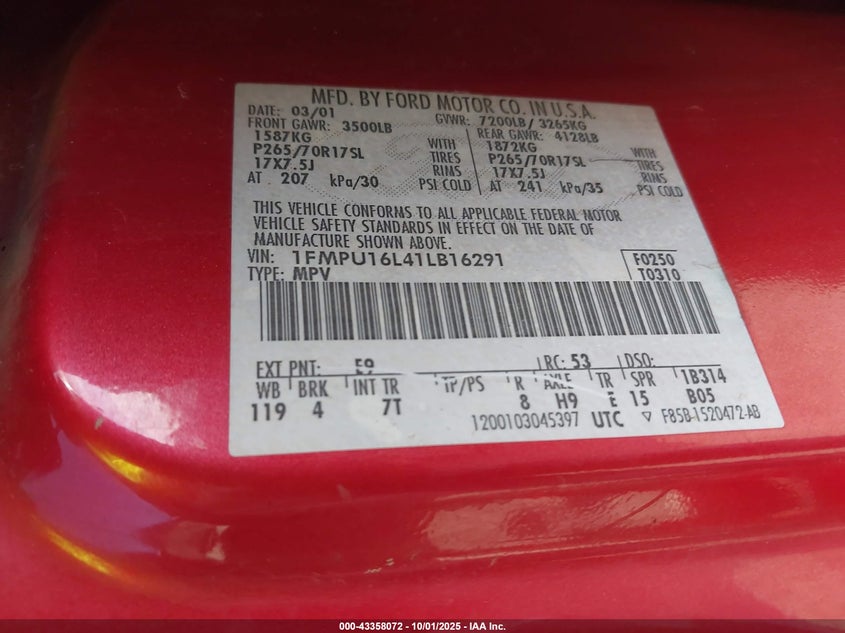 MFD. BY FORD MOTOR CO. IN U.S.A.
DATE: 03/01 GVWR: 7200LB / 3265KG
FRONT GAWR: 3500LB REAR GAWR: 4128LB
1587KG WITH 1872KG WITH
P265/70R17SL TIRES P265/70R17SL TIRES
17X7.5J RIMS 17X7.5J RIMS
AT 207 kPa/30 PSI COLD AT 241 kPa/35 PSI COLD
THIS VEHICLE CONFORMS TO ALL APPLICABLE FEDERAL MOTOR
VEHICLE SAFETY STANDARDS IN EFFECT ON THE DATE OF
MANUFACTURE SHOWN ABOVE.
VIN: 1FMPU16L41LB16291 F0250
TYPE: MPV T0310
EXT PNT: E9 RC: 53 DSO:
WB BRK INT TR TP/PS R AXLE TR SPR 1B314
119 4 7T 8 H9 E 15 B05
1200103045397 UTC F85B-1520472-AB
000-43358072 - 10/01/2025 - IAA Inc.